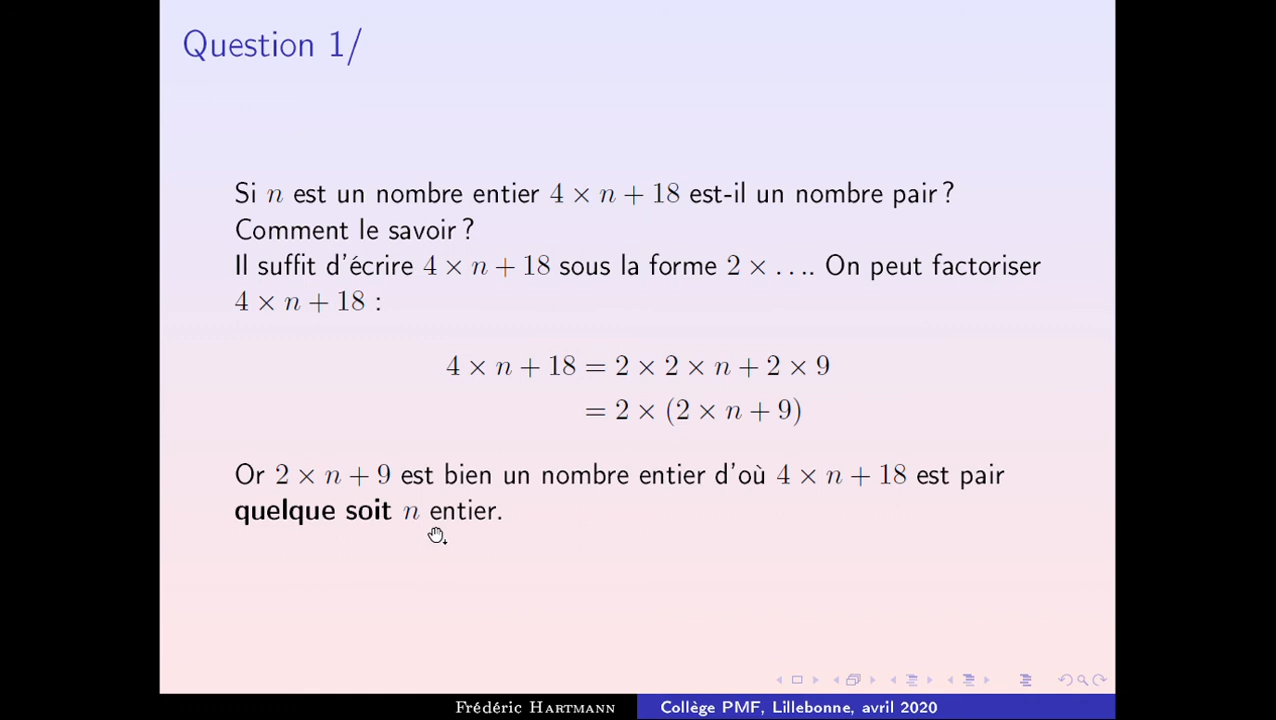 Question 1/
Si n est un nombre entier 4 × n + 18 est-il un nombre pair ?
Comment le savoir ?
Il suffit d'écrire 4 × n + 18 sous la forme 2 × . . .. On peut factoriser
4 × n + 18 :
4 × n + 18 = 2 × 2 × n + 2 × 9
= 2 × (2 × n + 9)
Or 2 × n + 9 est bien un nombre entier d'où 4 × n + 18 est pair
quelque soit n entier.
Frédéric Hartmann Collège PMF, Lillebonne, avril 2020